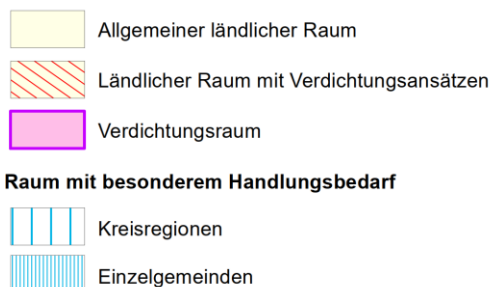 Allgemeiner ländlicher Raum
Ländlicher Raum mit Verdichtungsansätzen
Verdichtungsraum
Raum mit besonderem Handlungsbedarf
Kreisregionen
Einzelgemeinden